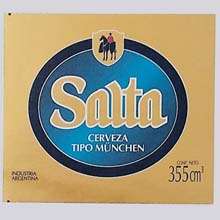 Salta
CERVEZA
TIPO MÜNCHEN
INDUSTRIA
ARGENTINA
CONT. NETO
355cm³